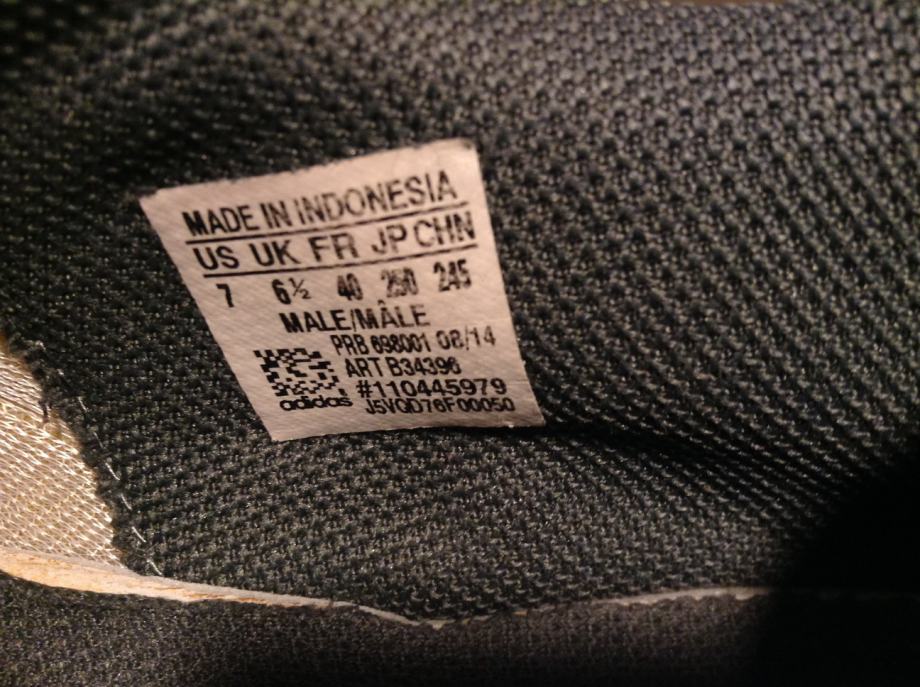 MADE IN INDONESIA
US UK FR JP CHN
7 6½ 40 250 245
MALE/MÂLE
PRB 698001 08/14
ART B34396
#110445979
adidas J5VQD76F00050